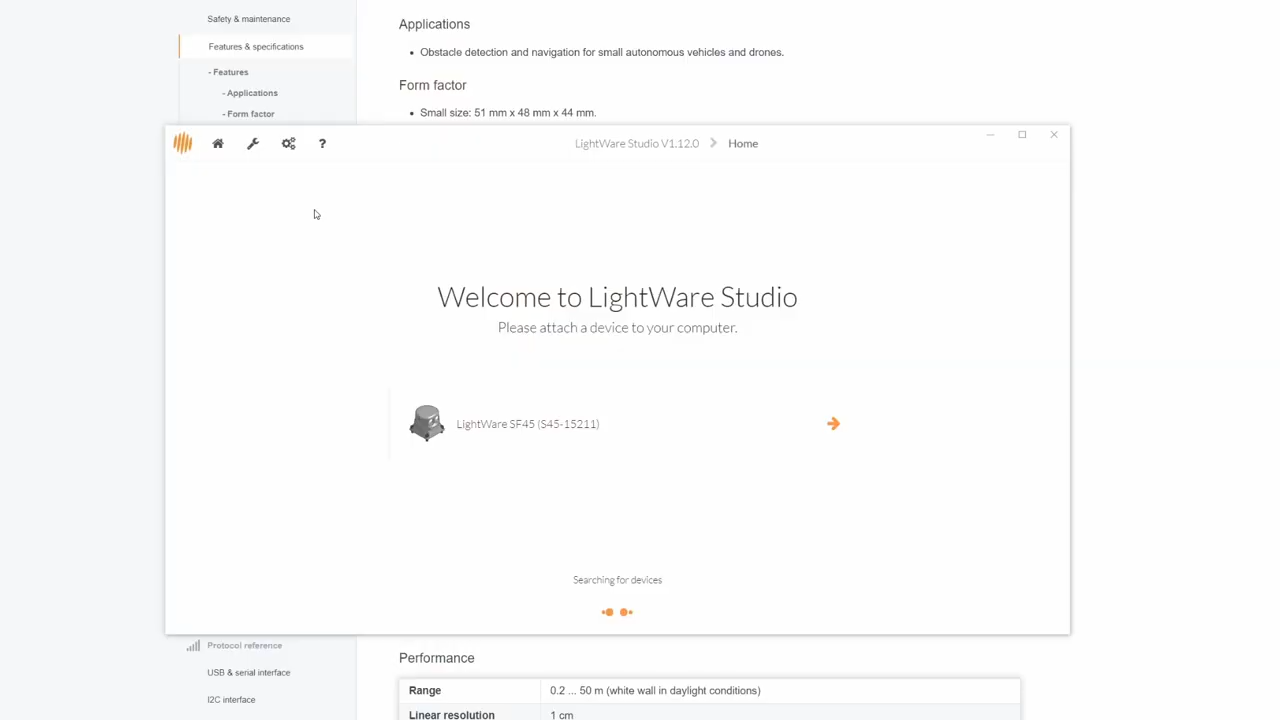 Safety & maintenance
Features & specifications
- Features
- Applications
- Form factor
Applications
• Obstacle detection and navigation for small autonomous vehicles and drones.
Form factor
• Small size: 51 mm x 48 mm x 44 mm.
? LightWare Studio V1.12.0 Home
Welcome to LightWare Studio
Please attach a device to your computer.
LightWare SF45 (S45-15211)
Searching for devices
Protocol reference
USB & serial interface
I2C interface
Performance
Range 0.2 ... 50 m (white wall in daylight conditions)
Linear resolution 1 cm